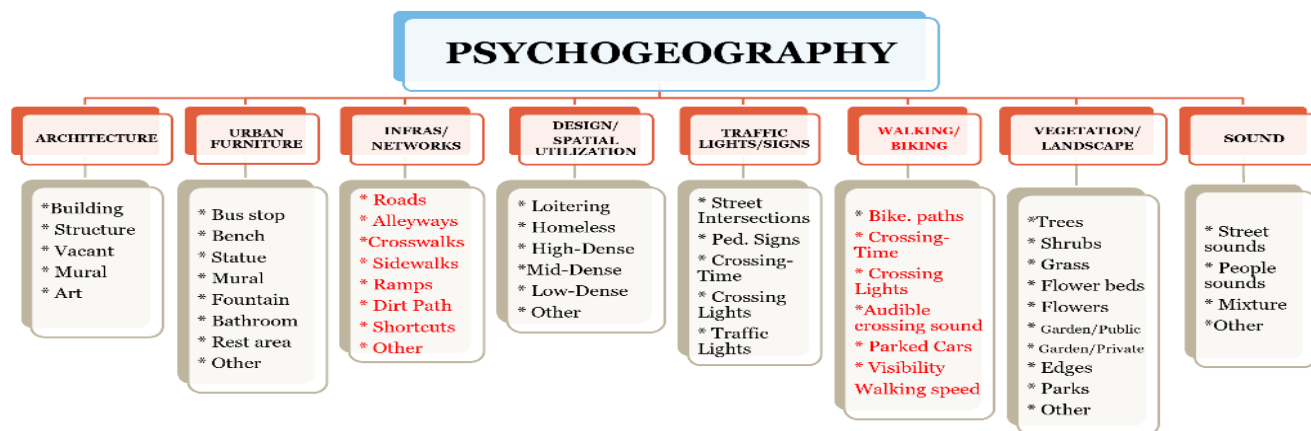 PSYCHOGEOGRAPHY
ARCHITECTURE
*Building
* Structure
* Vacant
* Mural
* Art
URBAN
FURNITURE
* Bus stop
* Bench
* Statue
* Mural
* Fountain
* Bathroom
* Rest area
* Other
INFRAS/
NETWORKS
* Roads
* Alleyways
*Crosswalks
* Sidewalks
* Ramps
* Dirt Path
* Shortcuts
* Other
DESIGN/
SPATIAL
UTILIZATION
* Loitering
* Homeless
* High-Dense
*Mid-Dense
* Low-Dense
* Other
TRAFFIC
LIGHTS/SIGNS
* Street
Intersections
* Ped. Signs
* Crossing-
Time
* Crossing
Lights
* Traffic
Lights
WALKING/
BIKING
* Bike. paths
* Crossing-
Time
* Crossing
Lights
*Audible
crossing sound
* Parked Cars
* Visibility
Walking speed
VEGETATION/
LANDSCAPE
*Trees
* Shrubs
* Grass
* Flower beds
* Flowers
* Garden/Public
* Garden/Private
* Edges
* Parks
* Other
SOUND
* Street
sounds
* People
sounds
* Mixture
*Other